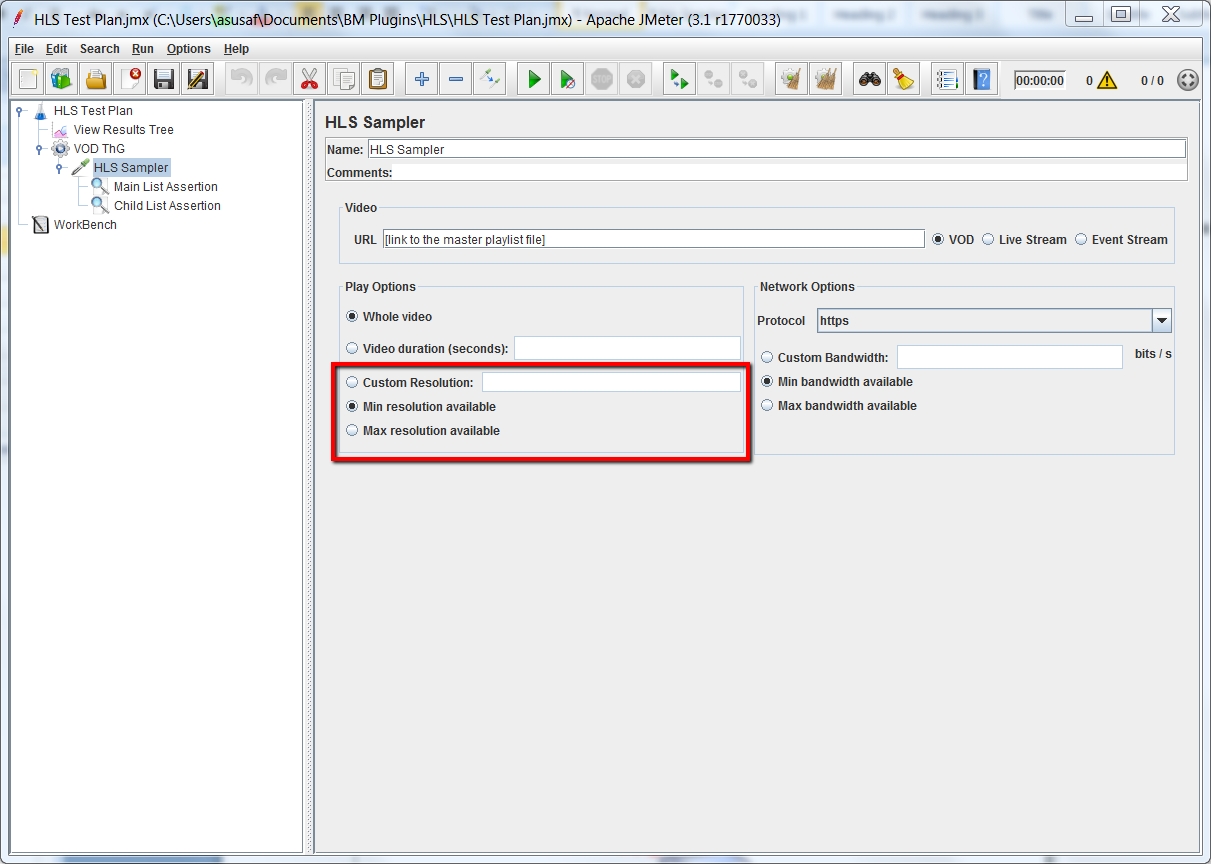 HLS Test Plan.jmx (C:\Users\asusan\Documents\BM Plugins\HLS\HLS Test Plan.jmx) - Apache JMeter (3.1 r1770033)
File Edit Search Run Options Help
STOP 00:00:00 0 0 / 0
HLS Test Plan
View Results Tree
VOD ThG
HLS Sampler
Main List Assertion
Child List Assertion
WorkBench
HLS Sampler
Name: HLS Sampler
Comments:
Video
URL [link to the master playlist file] VOD Live Stream Event Stream
Play Options
Whole video
Video duration (seconds):
Custom Resolution:
Min resolution available
Max resolution available
Network Options
Protocol https
Custom Bandwidth: bits / s
Min bandwidth available
Max bandwidth available